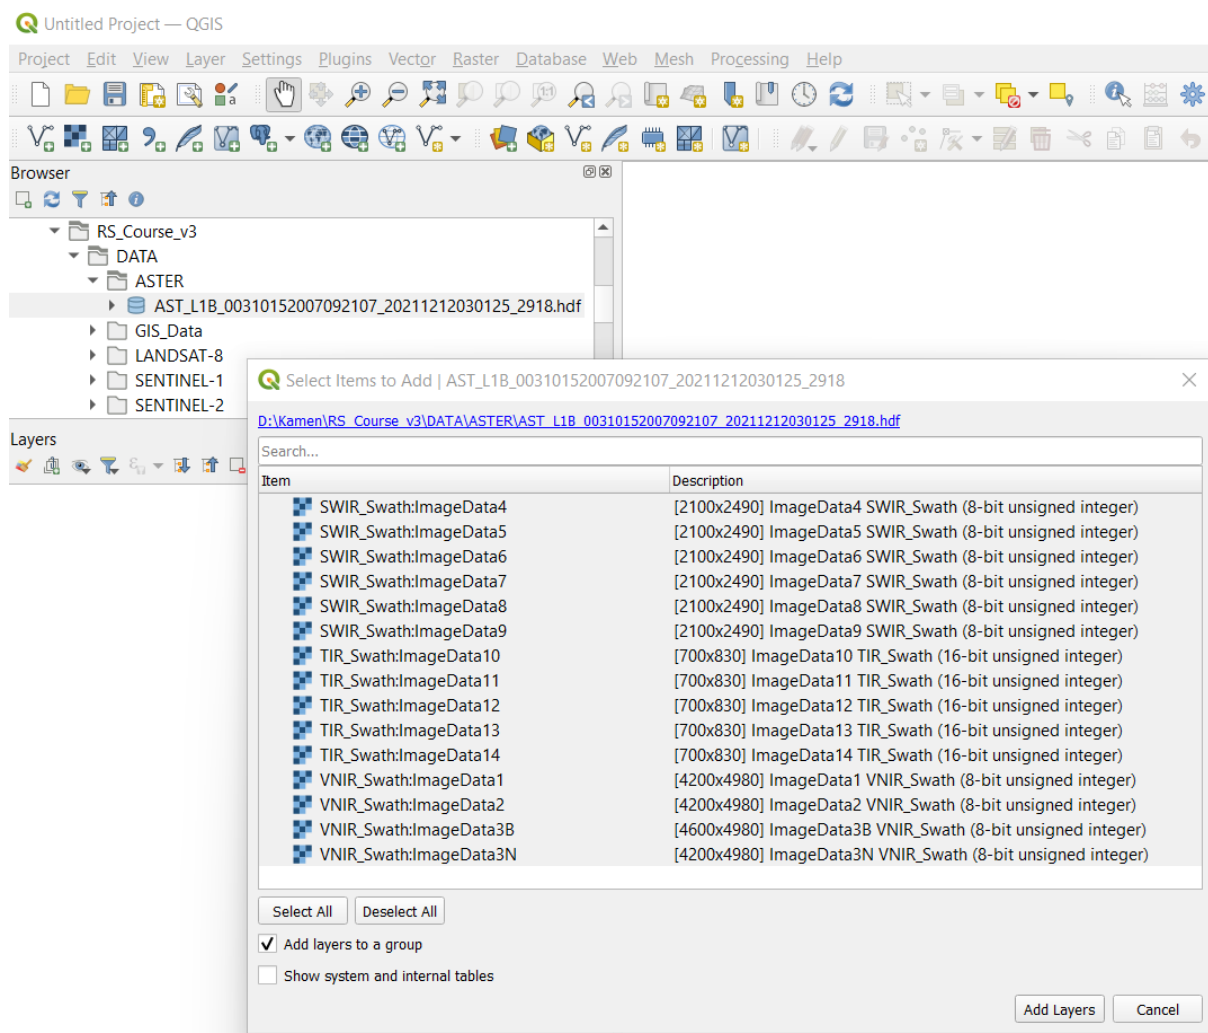 Untitled Project — QGIS
Project Edit View Layer Settings Plugins Vector Raster Database Web Mesh Processing Help
Browser
RS_Course_v3
DATA
ASTER
AST_L1B_00310152007092107_20211212030125_2918.hdf
GIS_Data
LANDSAT-8
SENTINEL-1
SENTINEL-2
Layers
Select Items to Add | AST_L1B_00310152007092107_20211212030125_2918
D:\Kamen\RS_Course_v3\DATA\ASTER\AST_L1B_00310152007092107_20211212030125_2918.hdf
Search...
Item Description
SWIR_Swath:ImageData4 [2100x2490] ImageData4 SWIR_Swath (8-bit unsigned integer)
SWIR_Swath:ImageData5 [2100x2490] ImageData5 SWIR_Swath (8-bit unsigned integer)
SWIR_Swath:ImageData6 [2100x2490] ImageData6 SWIR_Swath (8-bit unsigned integer)
SWIR_Swath:ImageData7 [2100x2490] ImageData7 SWIR_Swath (8-bit unsigned integer)
SWIR_Swath:ImageData8 [2100x2490] ImageData8 SWIR_Swath (8-bit unsigned integer)
SWIR_Swath:ImageData9 [2100x2490] ImageData9 SWIR_Swath (8-bit unsigned integer)
TIR_Swath:ImageData10 [700x830] ImageData10 TIR_Swath (16-bit unsigned integer)
TIR_Swath:ImageData11 [700x830] ImageData11 TIR_Swath (16-bit unsigned integer)
TIR_Swath:ImageData12 [700x830] ImageData12 TIR_Swath (16-bit unsigned integer)
TIR_Swath:ImageData13 [700x830] ImageData13 TIR_Swath (16-bit unsigned integer)
TIR_Swath:ImageData14 [700x830] ImageData14 TIR_Swath (16-bit unsigned integer)
VNIR_Swath:ImageData1 [4200x4980] ImageData1 VNIR_Swath (8-bit unsigned integer)
VNIR_Swath:ImageData2 [4200x4980] ImageData2 VNIR_Swath (8-bit unsigned integer)
VNIR_Swath:ImageData3B [4600x4980] ImageData3B VNIR_Swath (8-bit unsigned integer)
VNIR_Swath:ImageData3N [4200x4980] ImageData3N VNIR_Swath (8-bit unsigned integer)
Select All Deselect All
Add layers to a group
Show system and internal tables
Add Layers Cancel